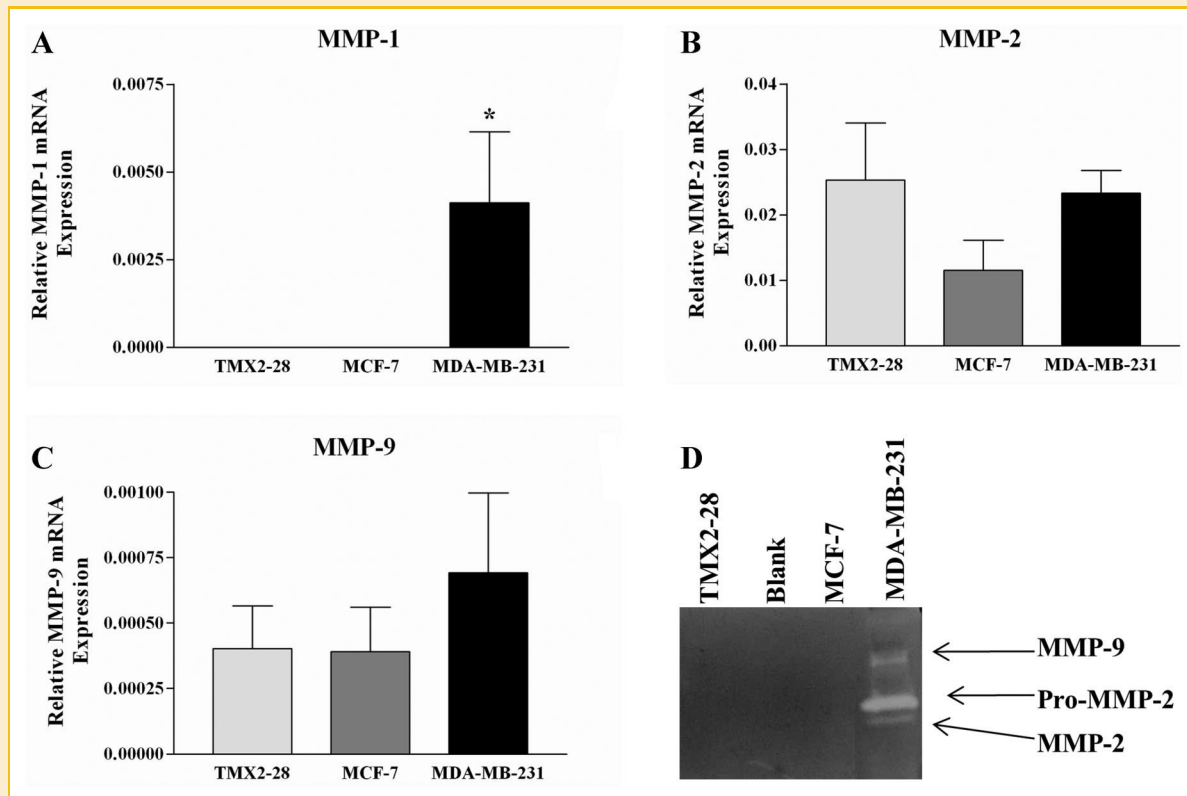 A
MMP-1
Relative MMP-1 mRNA
Expression
0.0075
0.0050
0.0025
0.0000
*
TMX2-28 MCF-7 MDA-MB-231
B
MMP-2
Relative MMP-2 mRNA
Expression
0.04
0.03
0.02
0.01
0.00
TMX2-28 MCF-7 MDA-MB-231
C
MMP-9
Relative MMP-9 mRNA
Expression
0.00100
0.00075
0.00050
0.00025
0.00000
TMX2-28 MCF-7 MDA-MB-231
D
TMX2-28
Blank
MCF-7
MDA-MB-231
MMP-9
Pro-MMP-2
MMP-2